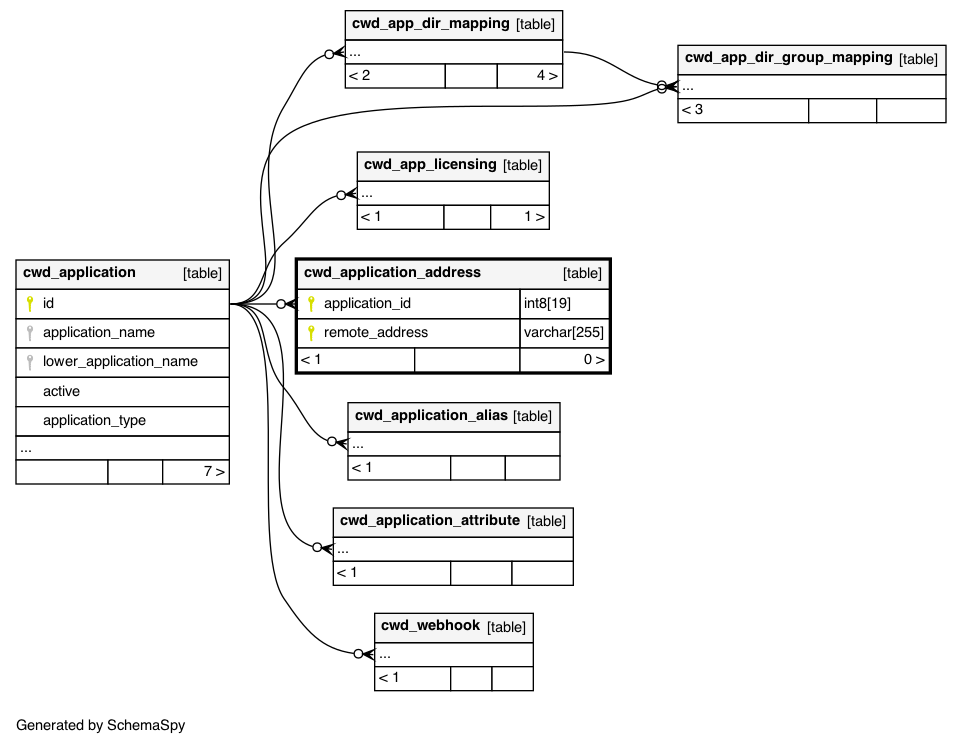 cwd_app_dir_mapping [table]
...
< 2 4 >
cwd_app_dir_group_mapping [table]
...
< 3
cwd_app_licensing [table]
...
< 1 1 >
cwd_application [table]
id
application_name
lower_application_name
active
application_type
...
7 >
cwd_application_address [table]
application_id int8[19]
remote_address varchar[255]
< 1 0 >
cwd_application_alias [table]
...
< 1
cwd_application_attribute [table]
...
< 1
cwd_webhook [table]
...
< 1
Generated by SchemaSpy